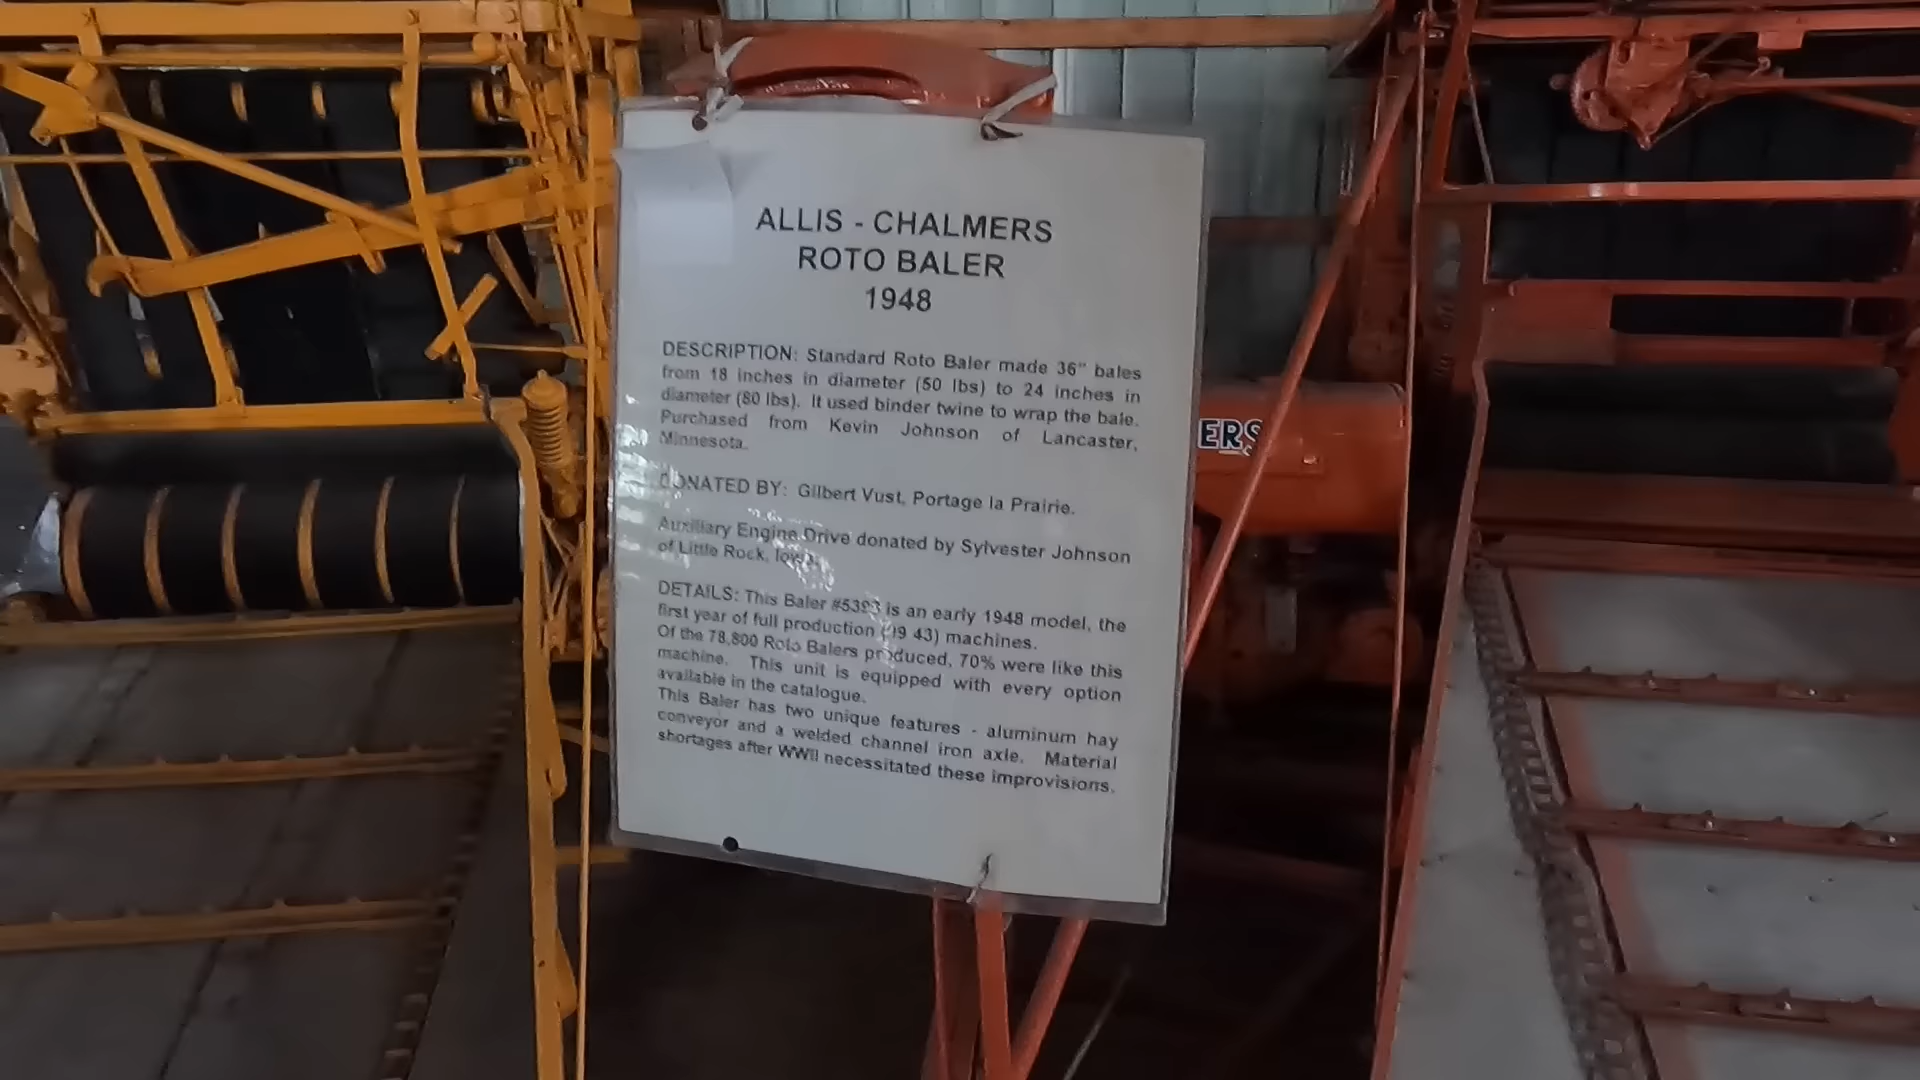 ALLIS - CHALMERS
ROTO BALER
1948
DESCRIPTION: Standard Roto Baler made 36" bales
from 18 inches in diameter (50 lbs) to 24 inches in
diameter (80 lbs). It used binder twine to wrap the bale.
Purchased from Kevin Johnson of Lancaster,
Minnesota.
DONATED BY: Gilbert Vust, Portage la Prairie.
Auxiliary Engine Drive donated by Sylvester Johnson
of Little Rock, Iowa.
DETAILS: This Baler is an early 1948 model, the
first year of full production 43) machines.
Of the 78,800 Roto Balers produced, 70% were like this
machine. This unit is equipped with every option
available in the catalogue.
This Baler has two unique features - aluminum hay
conveyor and a welded channel iron axle. Material
shortages after WWII necessitated these improvisions.
ERS